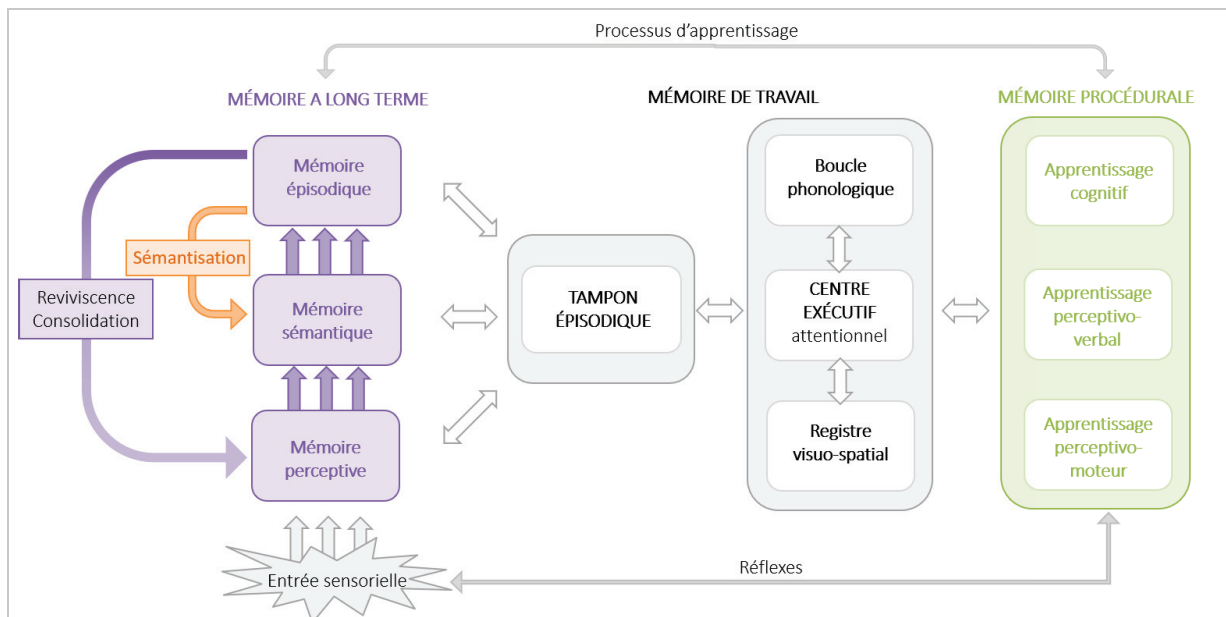 Processus d'apprentissage
MÉMOIRE A LONG TERME
MÉMOIRE DE TRAVAIL
MÉMOIRE PROCÉDURALE
Mémoire
épisodique
Sémantisation
Reviviscence
Consolidation
Mémoire
sémantique
Mémoire
perceptive
Entrée sensorielle
TAMPON
ÉPISODIQUE
Boucle
phonologique
CENTRE
EXÉCUTIF
attentionnel
Registre
visuo-spatial
Apprentissage
cognitif
Apprentissage
perceptivo-
verbal
Apprentissage
perceptivo-
moteur
Réflexes